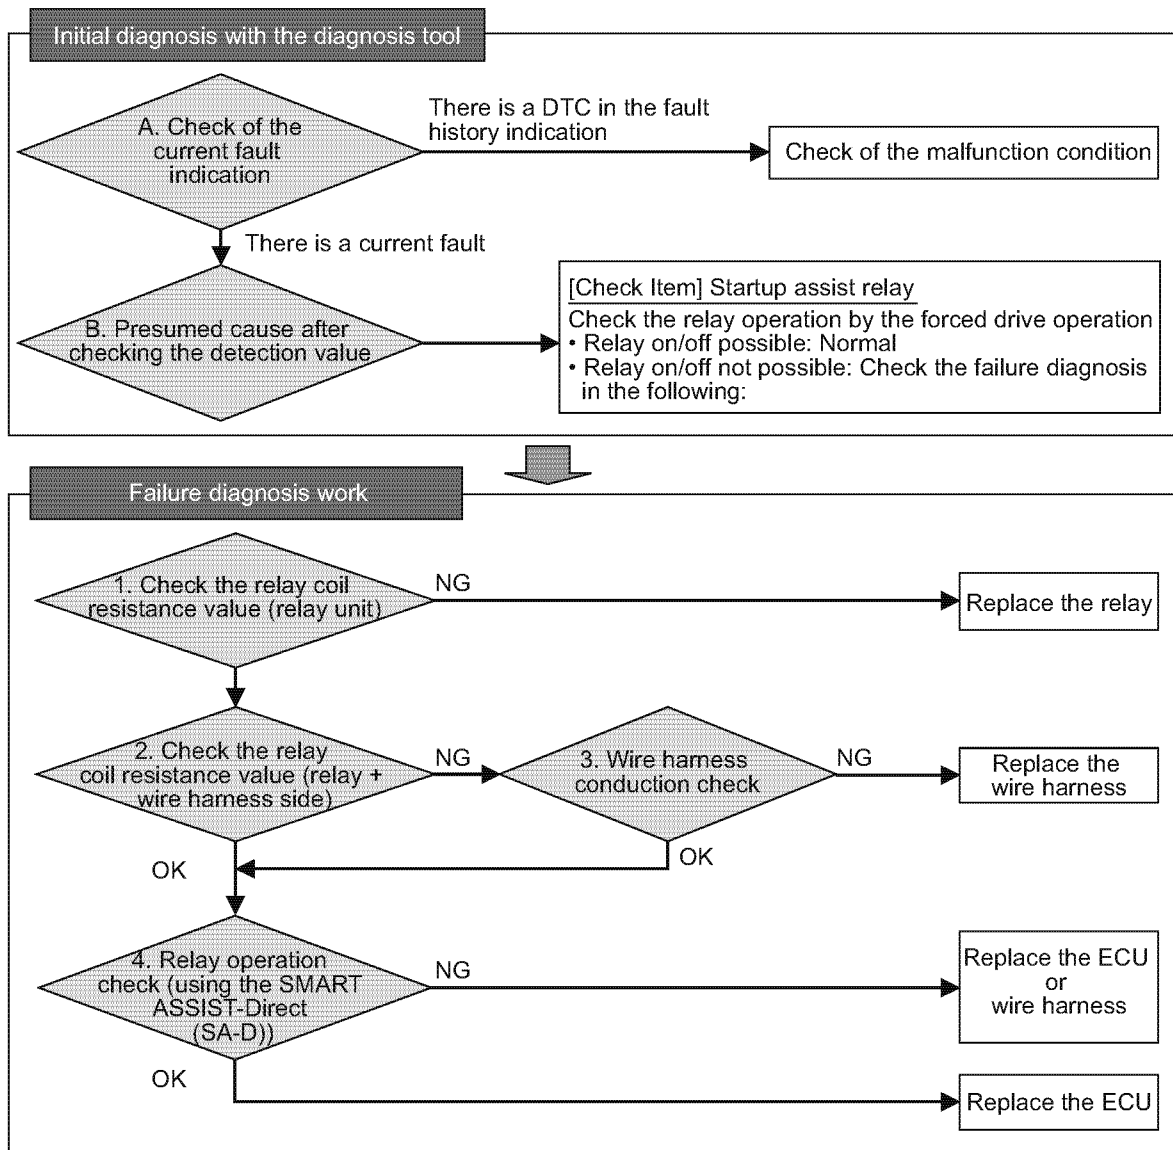 Initial diagnosis with the diagnosis tool
A. Check of the
current fault
indication
There is a DTC in the fault
history indication
Check of the malfunction condition
There is a current fault
B. Presumed cause after
checking the detection value
[Check Item] Startup assist relay
Check the relay operation by the forced drive operation
• Relay on/off possible: Normal
• Relay on/off not possible: Check the failure diagnosis
in the following:
Failure diagnosis work
1. Check the relay coil
resistance value (relay unit)
NG
Replace the relay
2. Check the relay
coil resistance value (relay +
wire harness side)
NG
3. Wire harness
conduction check
NG
Replace the
wire harness
OK
OK
4. Relay operation
check (using the SMART
ASSIST-Direct
(SA-D))
NG
Replace the ECU
or
wire harness
OK
Replace the ECU